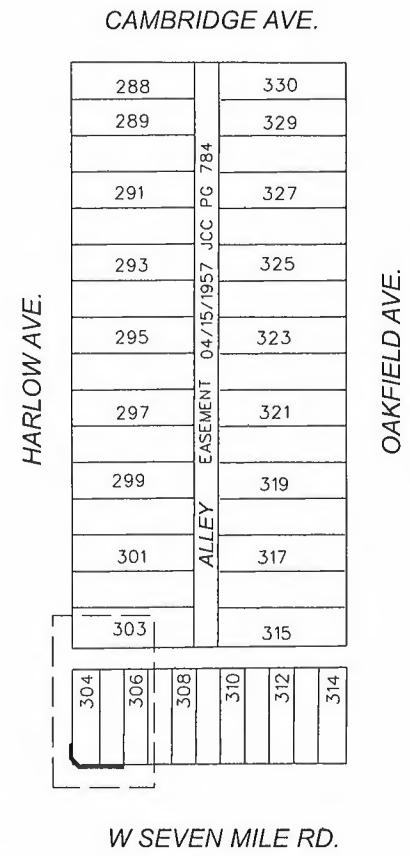 CAMBRIDGE AVE.
288 330
289 329
291 327
293 325
295 323
297 321
299 319
301 317
303 315
ALLEY EASEMENT 04/15/1957 JCC PG 784
HARLOW AVE.
OAKFIELD AVE.
304 306 308 310 312 314
W SEVEN MILE RD.